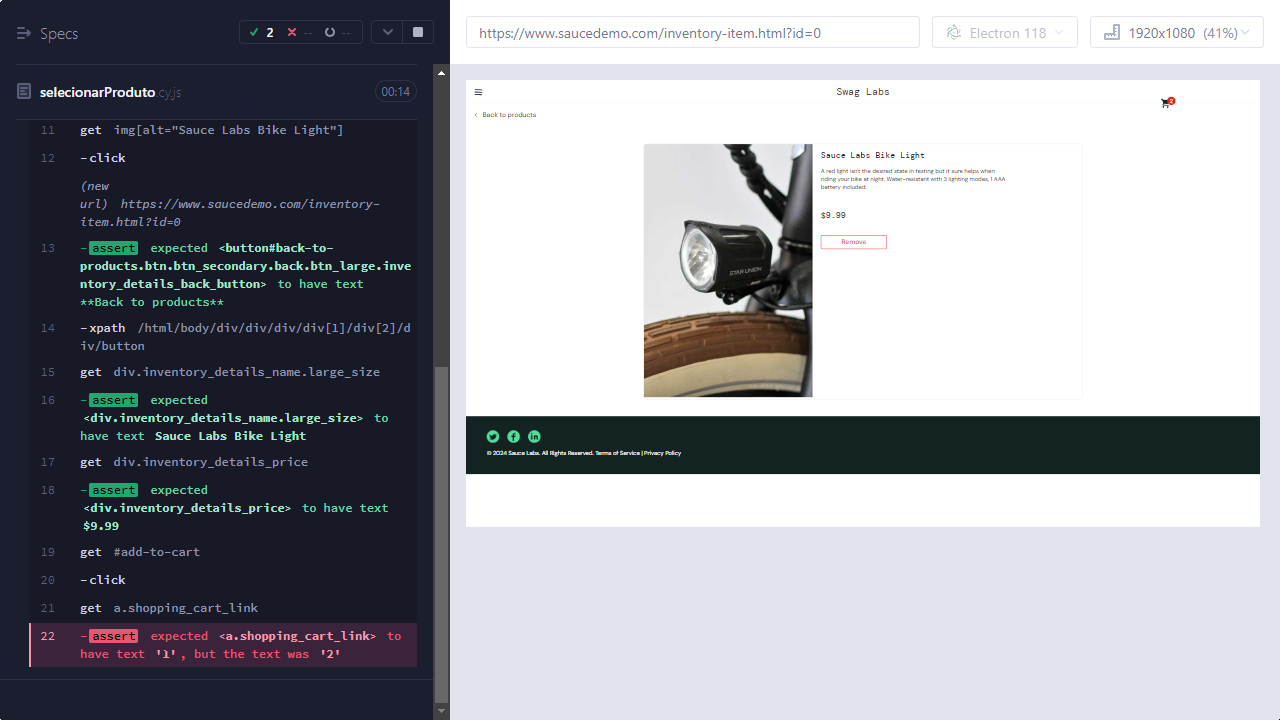 Specs
2
--
--
https://www.saucedemo.com/inventory-item.html?id=0
Electron 118
1920x1080 (41%)
selecionarProduto.cy.js
00:14
11 get img[alt="Sauce Labs Bike Light"]
12 -click
(new
url) https://www.saucedemo.com/inventory-
item.html?id=0
13 -assert expected <button#back-to-
products.btn.btn_secondary.back.btn_large.inve
ntory_details_back_button> to have text
**Back to products**
14 -xpath /html/body/div/div/div/div[1]/div[2]/d
iv/button
15 get div.inventory_details_name.large_size
16 -assert expected
<div.inventory_details_name.large_size> to
have text Sauce Labs Bike Light
17 get div.inventory_details_price
18 -assert expected
<div.inventory_details_price> to have text
$9.99
19 get #add-to-cart
20 -click
21 get a.shopping_cart_link
22 -assert expected <a.shopping_cart_link> to
have text '1', but the text was '2'
Swag Labs
2
Back to products
STAR UNION
Sauce Labs Bike Light
A red light isn't the desired state in testing but it sure helps when
riding your bike at night. Water-resistant with 3 lighting modes, 1 AAA
battery included.
$9.99
Remove
© 2024 Sauce Labs. All Rights Reserved. Terms of Service | Privacy Policy